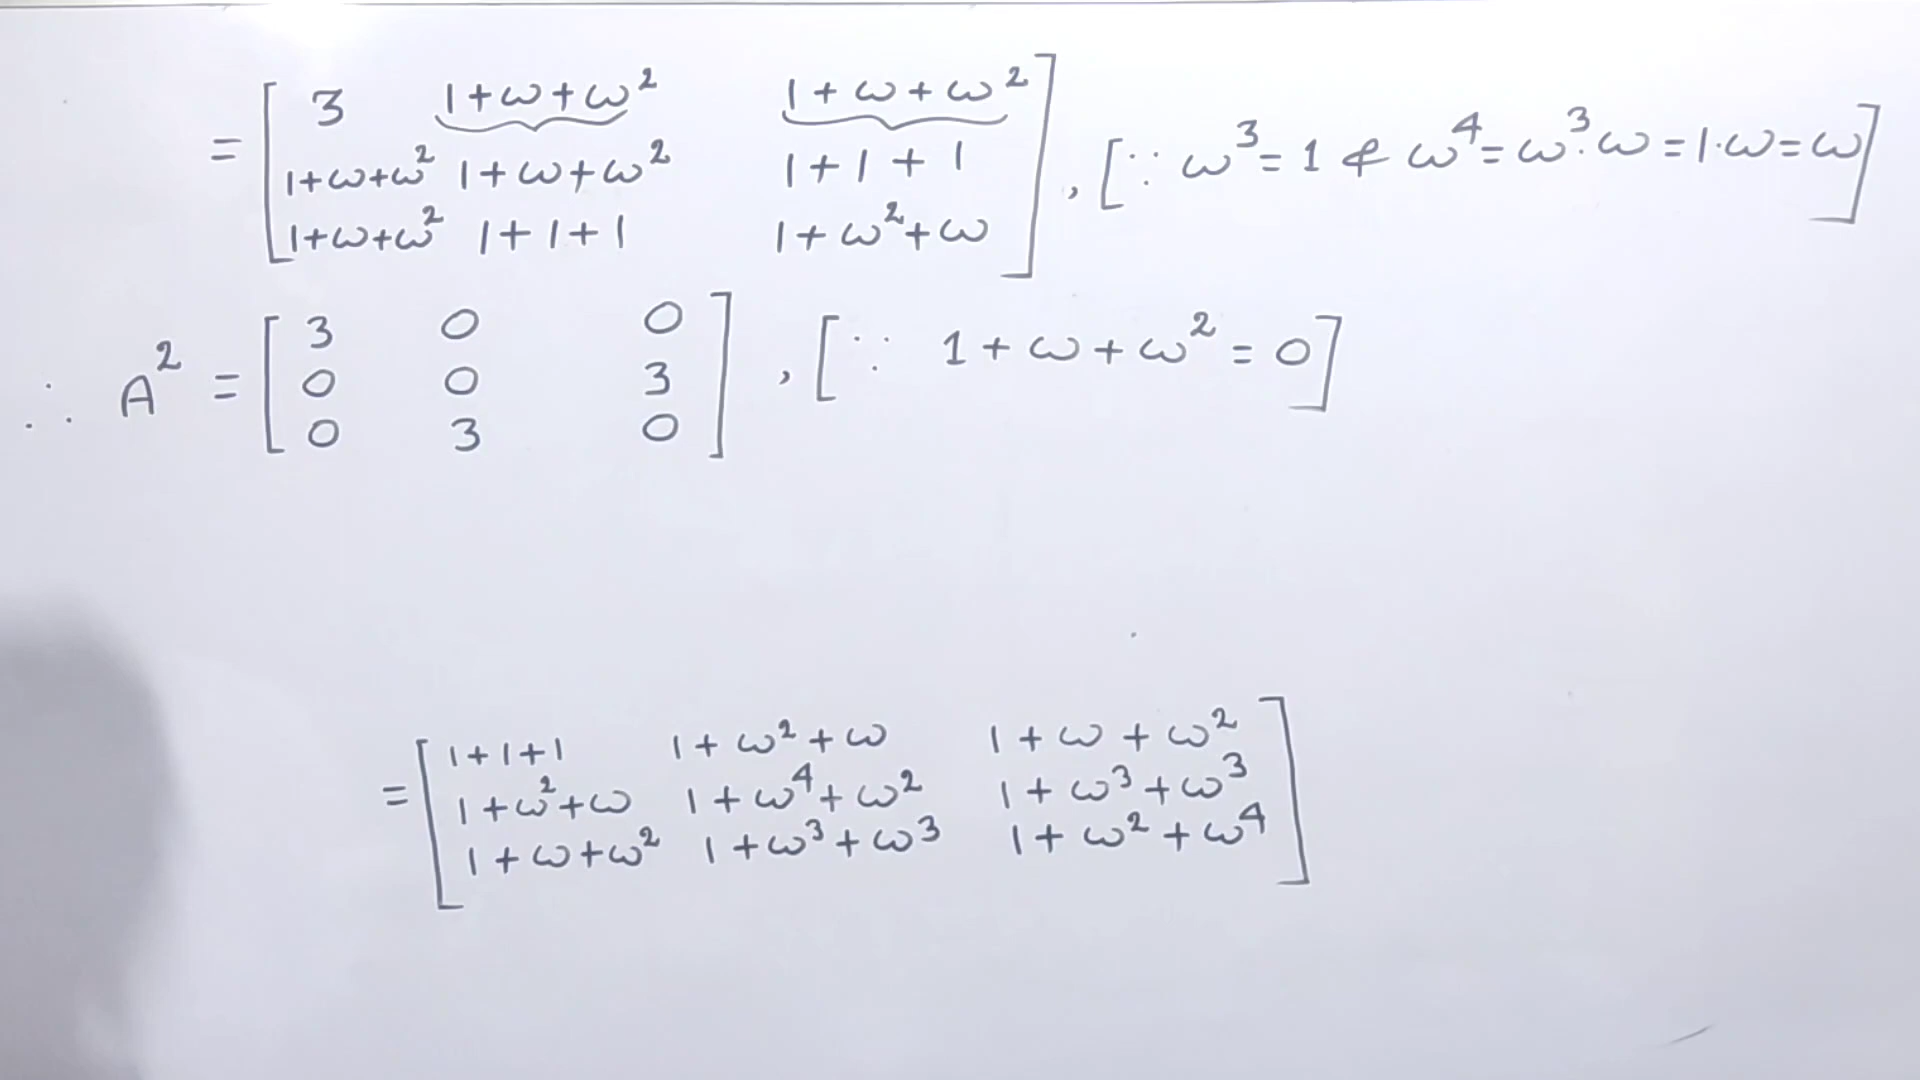 = [ 3 1+ω+ω² 1+ω+ω²
1+ω+ω² 1+ω+ω² 1+1+1
1+ω+ω² 1+1+1 1+ω²+ω ] , [∵ ω³=1 & ω⁴=ω³·ω=1·ω=ω]
∴ A² = [ 3 0 0
0 0 3
0 3 0 ] , [∵ 1+ω+ω²=0]
= [ 1+1+1 1+ω²+ω 1+ω+ω²
1+ω²+ω 1+ω⁴+ω² 1+ω³+ω³
1+ω+ω² 1+ω³+ω³ 1+ω²+ω⁴ ]